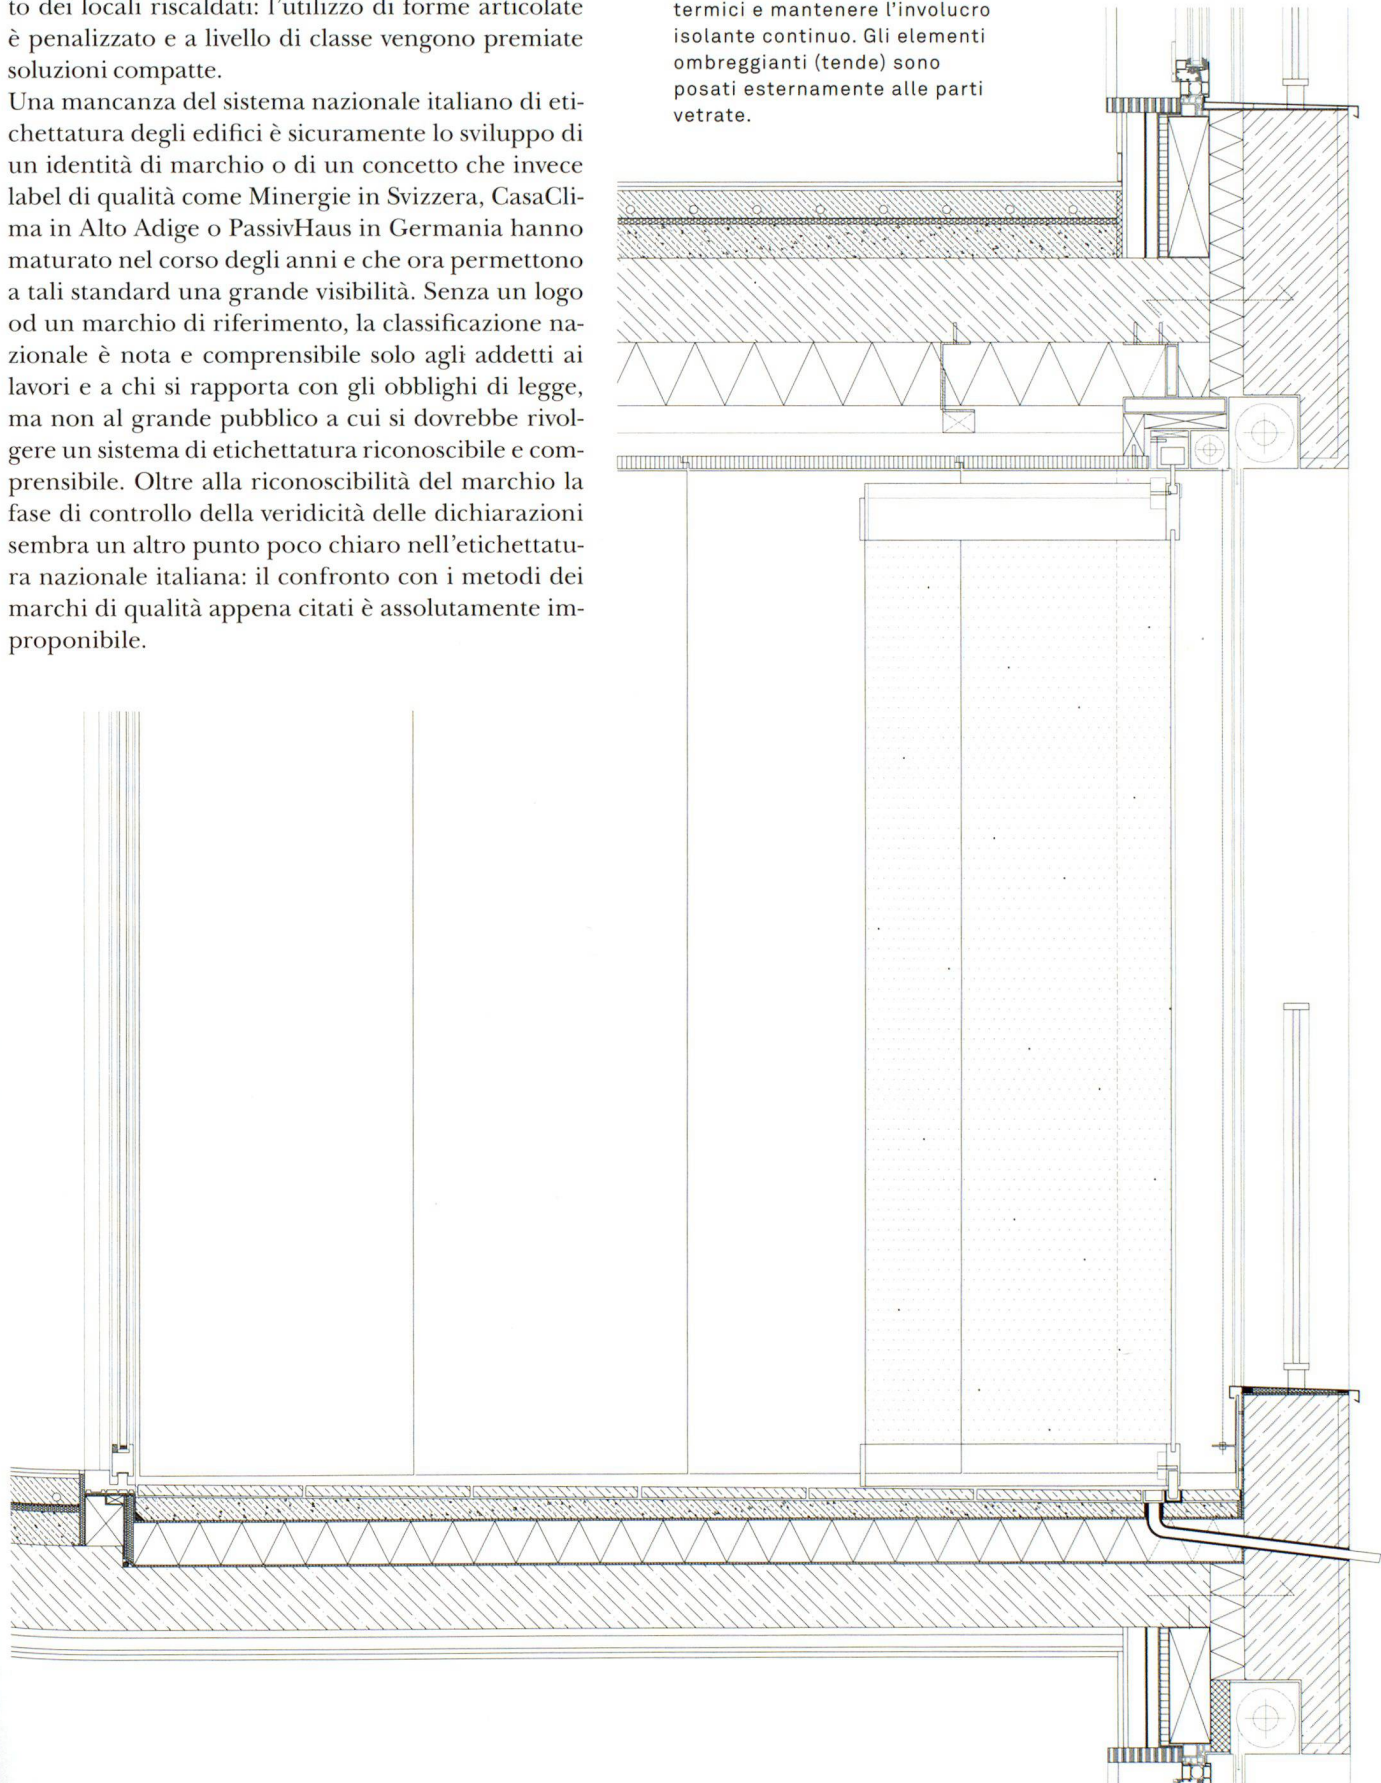 to dei locali riscaldati: l'utilizzo di forme articolate
è penalizzato e a livello di classe vengono premiate
soluzioni compatte.
Una mancanza del sistema nazionale italiano di eti-
chettatura degli edifici è sicuramente lo sviluppo di
un identità di marchio o di un concetto che invece
label di qualità come Minergie in Svizzera, CasaCli-
ma in Alto Adige o PassivHaus in Germania hanno
maturato nel corso degli anni e che ora permettono
a tali standard una grande visibilità. Senza un logo
od un marchio di riferimento, la classificazione na-
zionale è nota e comprensibile solo agli addetti ai
lavori e a chi si rapporta con gli obblighi di legge,
ma non al grande pubblico a cui si dovrebbe rivol-
gere un sistema di etichettatura riconoscibile e com-
prensibile. Oltre alla riconoscibilità del marchio la
fase di controllo della veridicità delle dichiarazioni
sembra un altro punto poco chiaro nell'etichettatu-
ra nazionale italiana: il confronto con i metodi dei
marchi di qualità appena citati è assolutamente im-
proponibile.
termici e mantenere l'involucro
isolante continuo. Gli elementi
ombreggianti (tende) sono
posati esternamente alle parti
vetrate.